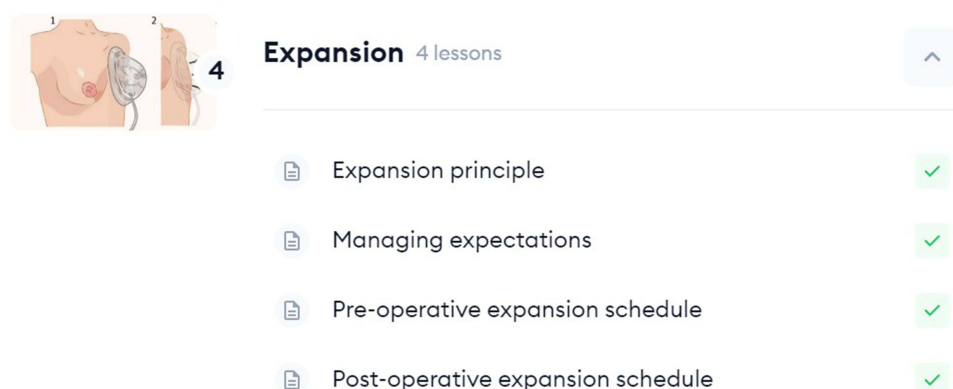 1 2
4
Expansion 4 lessons
Expansion principle
Managing expectations
Pre-operative expansion schedule
Post-operative expansion schedule